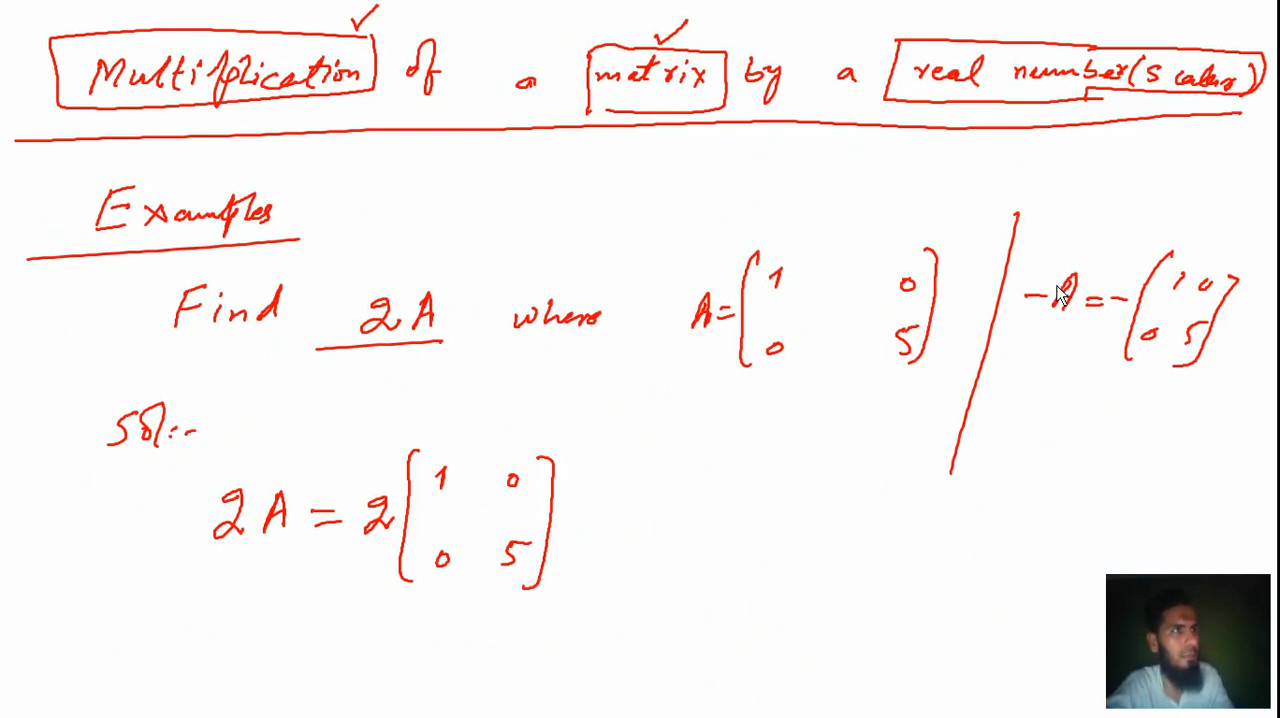 Multiplication of a matrix by a real number(scalar)
Examples
Find 2A where A= [1 0
0 5]
-A = -[1 0
0 5]
Sol:-
2A = 2[1 0
0 5]